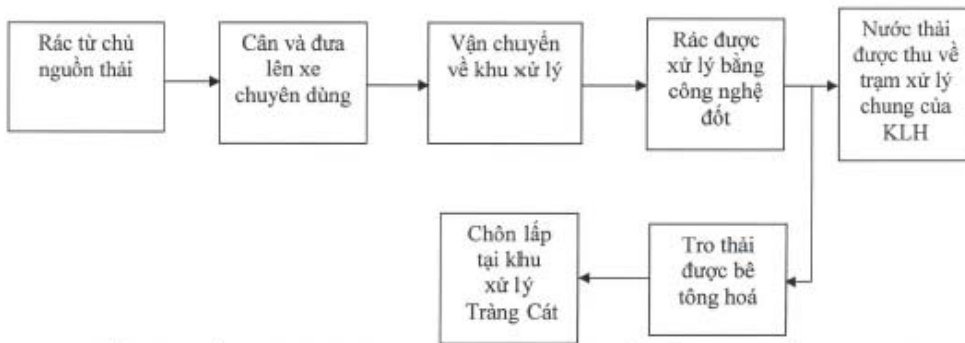 Rác từ chủ
nguồn thải
Cân và đưa
lên xe
chuyên dùng
Vận chuyển
về khu xử lý
Rác được
xử lý bằng
công nghệ
đốt
Nước thải
được thu về
trạm xử lý
chung của
KLH
Chôn lấp
tại khu
xử lý
Tràng Cát
Tro thải
được bê
tông hoá